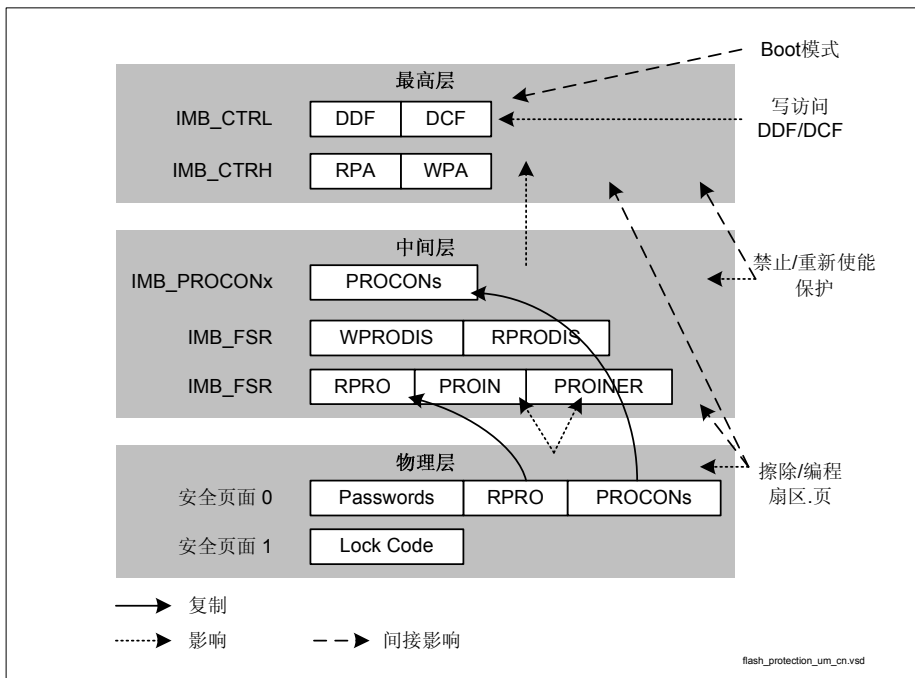 Boot模式
最高层
IMB_CTRL DDF DCF
写访问
DDF/DCF
IMB_CTRH RPA WPA
中间层
禁止/重新使能
保护
IMB_PROCONx PROCONs
IMB_FSR WPRODIS RPRODIS
IMB_FSR RPRO PROIN PROINER
物理层
擦除/编程
扇区.页
安全页面 0 Passwords RPRO PROCONs
安全页面 1 Lock Code
复制
影响 间接影响
flash_protection_um_cn.vsd